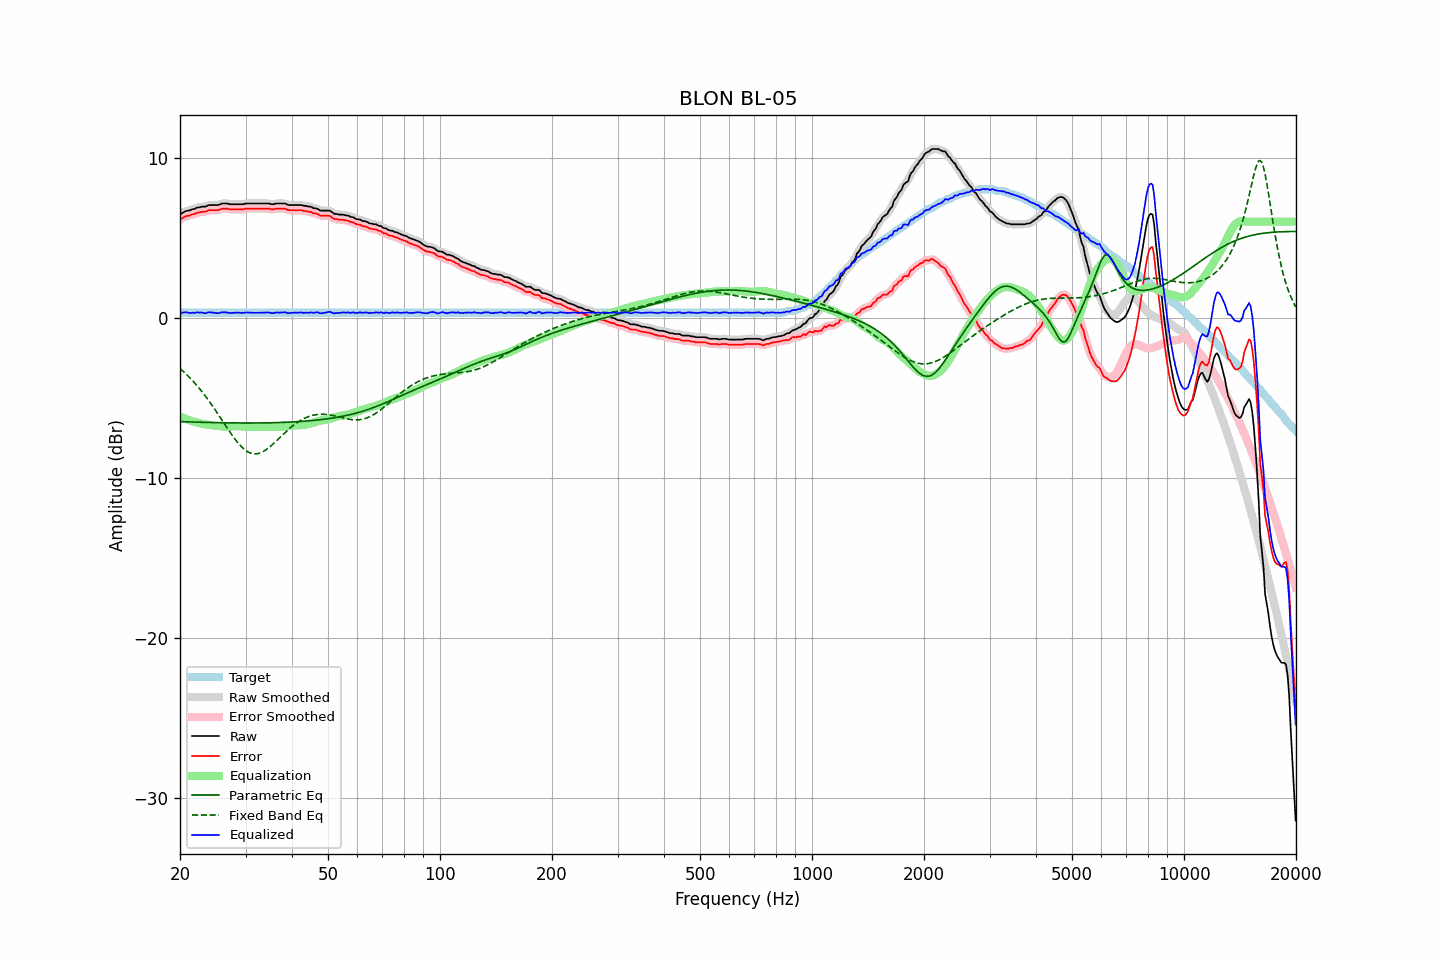 BLON BL-05
Amplitude (dBr)
10
0
−10
−20
−30
Target
Raw Smoothed
Error Smoothed
Raw
Error
Equalization
Parametric Eq
Fixed Band Eq
Equalized
20 50 100 200 500 1000 2000 5000 10000 20000
Frequency (Hz)